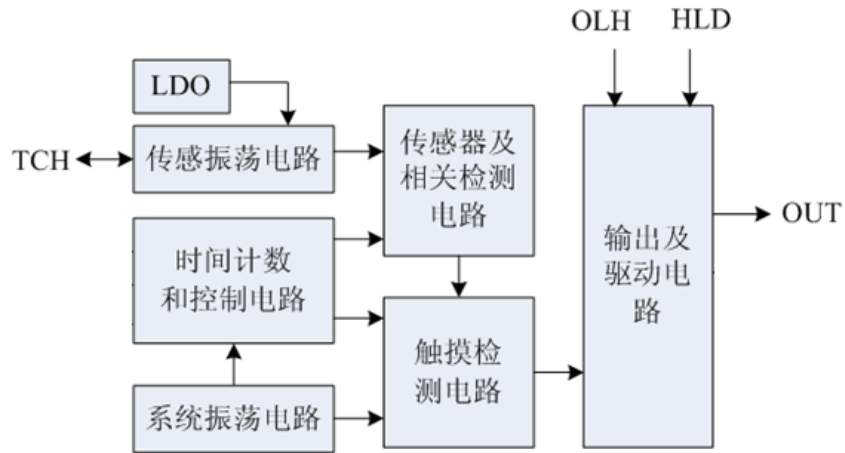 OLH
HLD
LDO
TCH
传感振荡电路
传感器及
相关检测
电路
OUT
输出及
驱动电
路
时间计数
和控制电路
触摸检
测电路
系统振荡电路